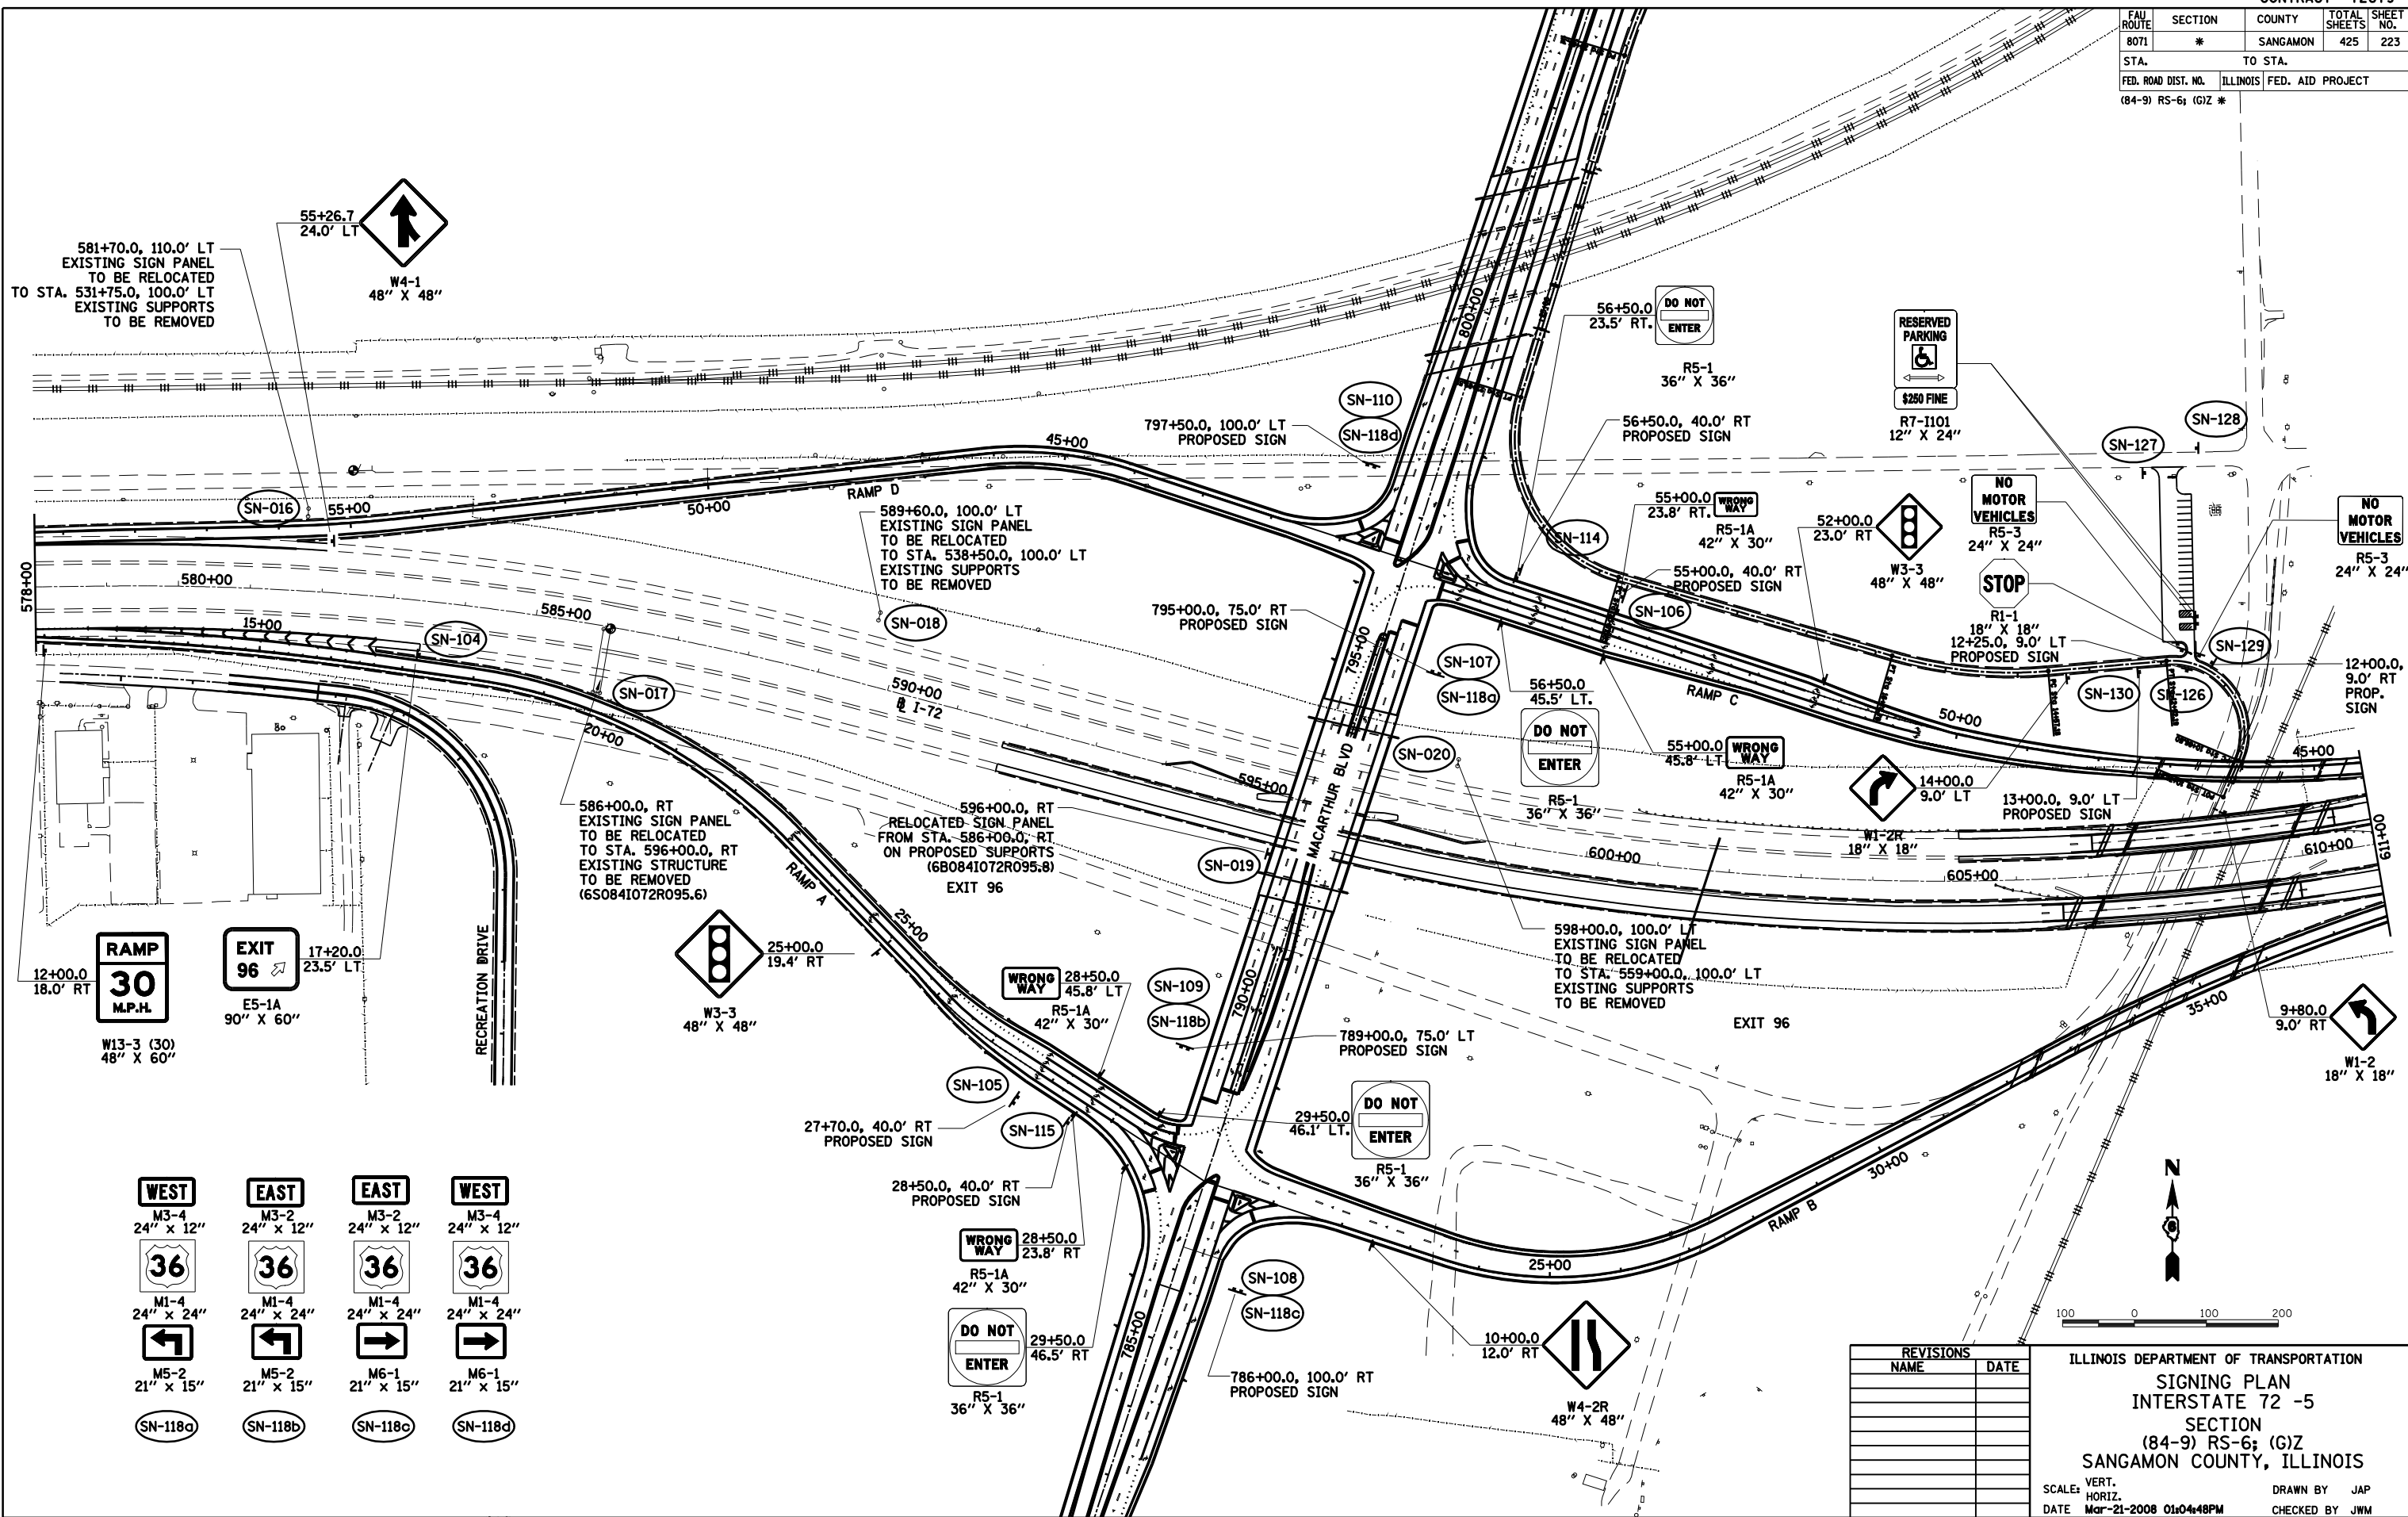 FAU ROUTE
SECTION
COUNTY
TOTAL SHEETS
SHEET NO.
8071
*
SANGAMON
425
223
STA.
TO STA.
FED. ROAD DIST. NO.
ILLINOIS
FED. AID PROJECT
(84-9) RS-6; (G)Z *
55+26.7
24.0' LT
W4-1
48" X 48"
581+70.0, 110.0' LT
EXISTING SIGN PANEL
TO BE RELOCATED
TO STA. 531+75.0, 100.0' LT
EXISTING SUPPORTS
TO BE REMOVED
800+00
56+50.0
23.5' RT.
DO NOT
ENTER
R5-1
36" X 36"
RESERVED
PARKING
$250 FINE
R7-I101
12" X 24"
SN-110
SN-118d
797+50.0, 100.0' LT
PROPOSED SIGN
56+50.0, 40.0' RT
PROPOSED SIGN
SN-127
SN-128
45+00
RAMP D
50+00
55+00
SN-016
578+00
580+00
585+00
15+00
SN-104
SN-017
20+00
589+60.0, 100.0' LT
EXISTING SIGN PANEL
TO BE RELOCATED
TO STA. 538+50.0, 100.0' LT
EXISTING SUPPORTS
TO BE REMOVED
SN-018
590+00
I-72
55+00.0
23.8' RT.
WRONG
WAY
R5-1A
42" X 30"
52+00.0
23.0' RT
W3-3
48" X 48"
NO
MOTOR
VEHICLES
R5-3
24" X 24"
NO
MOTOR
VEHICLES
R5-3
24" X 24"
SN-114
55+00.0, 40.0' RT
PROPOSED SIGN
SN-106
STOP
R1-1
18" X 18"
12+25.0, 9.0' LT
PROPOSED SIGN
SN-129
12+00.0,
9.0' RT
PROP.
SIGN
795+00.0, 75.0' RT
PROPOSED SIGN
795+00
SN-107
SN-118a
56+50.0
45.5' LT.
DO NOT
ENTER
R5-1
36" X 36"
RAMP C
50+00
SN-130
SN-126
45+00
SN-020
55+00.0
45.8' LT
WRONG
WAY
R5-1A
42" X 30"
14+00.0
9.0' LT
W1-2R
18" X 18"
13+00.0, 9.0' LT
PROPOSED SIGN
MACARTHUR BLVD
595+00
600+00
605+00
610+00
611+00
586+00.0, RT
EXISTING SIGN PANEL
TO BE RELOCATED
TO STA. 596+00.0, RT
EXISTING STRUCTURE
TO BE REMOVED
(6S084I072R095.6)
596+00.0, RT
RELOCATED SIGN PANEL
FROM STA. 586+00.0, RT
ON PROPOSED SUPPORTS
(6B084I072R095.8)
EXIT 96
SN-019
RAMP A
25+00
12+00.0
18.0' RT
RAMP
30
M.P.H.
W13-3 (30)
48" X 60"
EXIT
96
E5-1A
90" X 60"
17+20.0
23.5' LT
RECREATION DRIVE
25+00.0
19.4' RT
W3-3
48" X 48"
WRONG
WAY
R5-1A
42" X 30"
28+50.0
45.8' LT
SN-109
SN-118b
790+00
789+00.0, 75.0' LT
PROPOSED SIGN
598+00.0, 100.0' LT
EXISTING SIGN PANEL
TO BE RELOCATED
TO STA. 559+00.0, 100.0' LT
EXISTING SUPPORTS
TO BE REMOVED
EXIT 96
35+00
9+80.0
9.0' RT
W1-2
18" X 18"
SN-105
27+70.0, 40.0' RT
PROPOSED SIGN
SN-115
29+50.0
46.1' LT.
DO NOT
ENTER
R5-1
36" X 36"
28+50.0, 40.0' RT
PROPOSED SIGN
30+00
RAMP B
25+00
WRONG
WAY
28+50.0
23.8' RT
R5-1A
42" X 30"
SN-108
SN-118c
DO NOT
ENTER
29+50.0
46.5' RT
R5-1
36" X 36"
785+00
786+00.0, 100.0' RT
PROPOSED SIGN
10+00.0
12.0' RT
W4-2R
48" X 48"
WEST
M3-4
24" x 12"
36
M1-4
24" x 24"
M5-2
21" x 15"
SN-118a
EAST
M3-2
24" x 12"
36
M1-4
24" x 24"
M5-2
21" x 15"
SN-118b
EAST
M3-2
24" x 12"
36
M1-4
24" x 24"
M6-1
21" x 15"
SN-118c
WEST
M3-4
24" x 12"
36
M1-4
24" x 24"
M6-1
21" x 15"
SN-118d
N
6
100 0 100 200
REVISIONS
NAME DATE
ILLINOIS DEPARTMENT OF TRANSPORTATION
SIGNING PLAN
INTERSTATE 72 -5
SECTION
(84-9) RS-6; (G)Z
SANGAMON COUNTY, ILLINOIS
SCALE: VERT.
HORIZ.
DRAWN BY JAP
DATE Mar-21-2008 01:04:48PM
CHECKED BY JWM